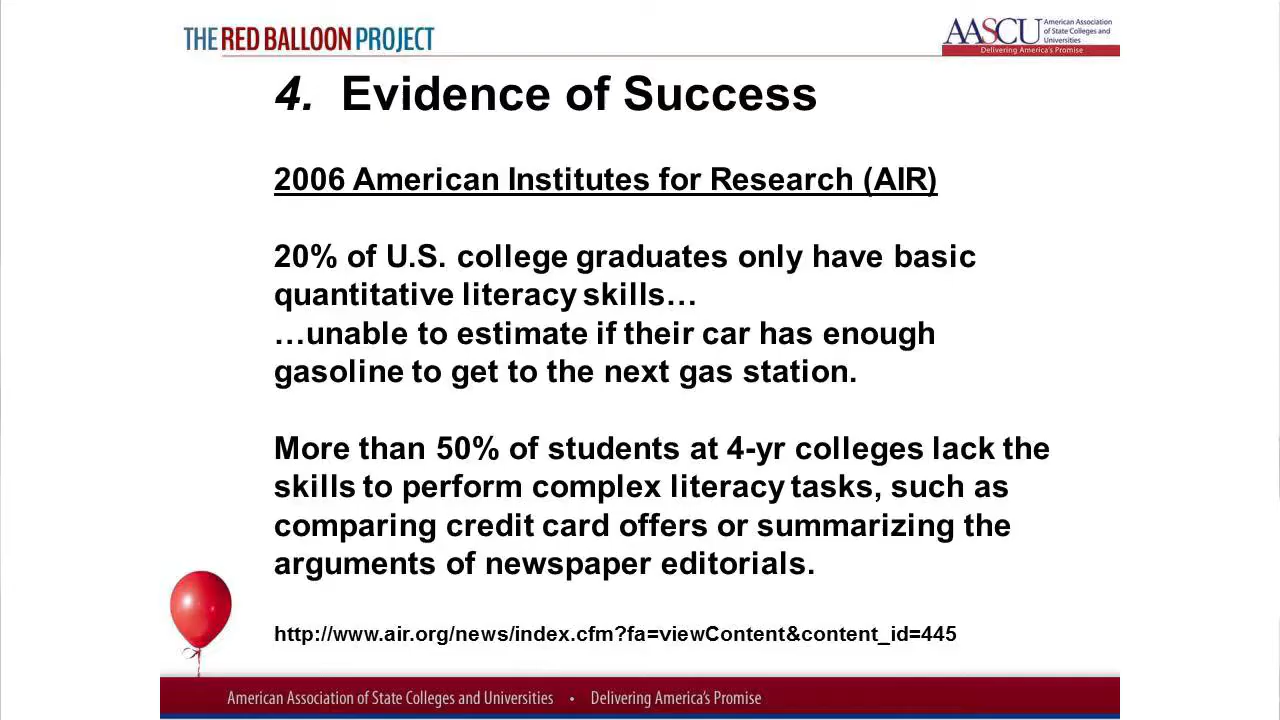 THE RED BALLOON PROJECT
AASCU
American Association
of State Colleges and
Universities
Delivering America's Promise
4. Evidence of Success
2006 American Institutes for Research (AIR)
20% of U.S. college graduates only have basic
quantitative literacy skills…
…unable to estimate if their car has enough
gasoline to get to the next gas station.
More than 50% of students at 4-yr colleges lack the
skills to perform complex literacy tasks, such as
comparing credit card offers or summarizing the
arguments of newspaper editorials.
http://www.air.org/news/index.cfm?fa=viewContent&content_id=445
American Association of State Colleges and Universities • Delivering America's Promise